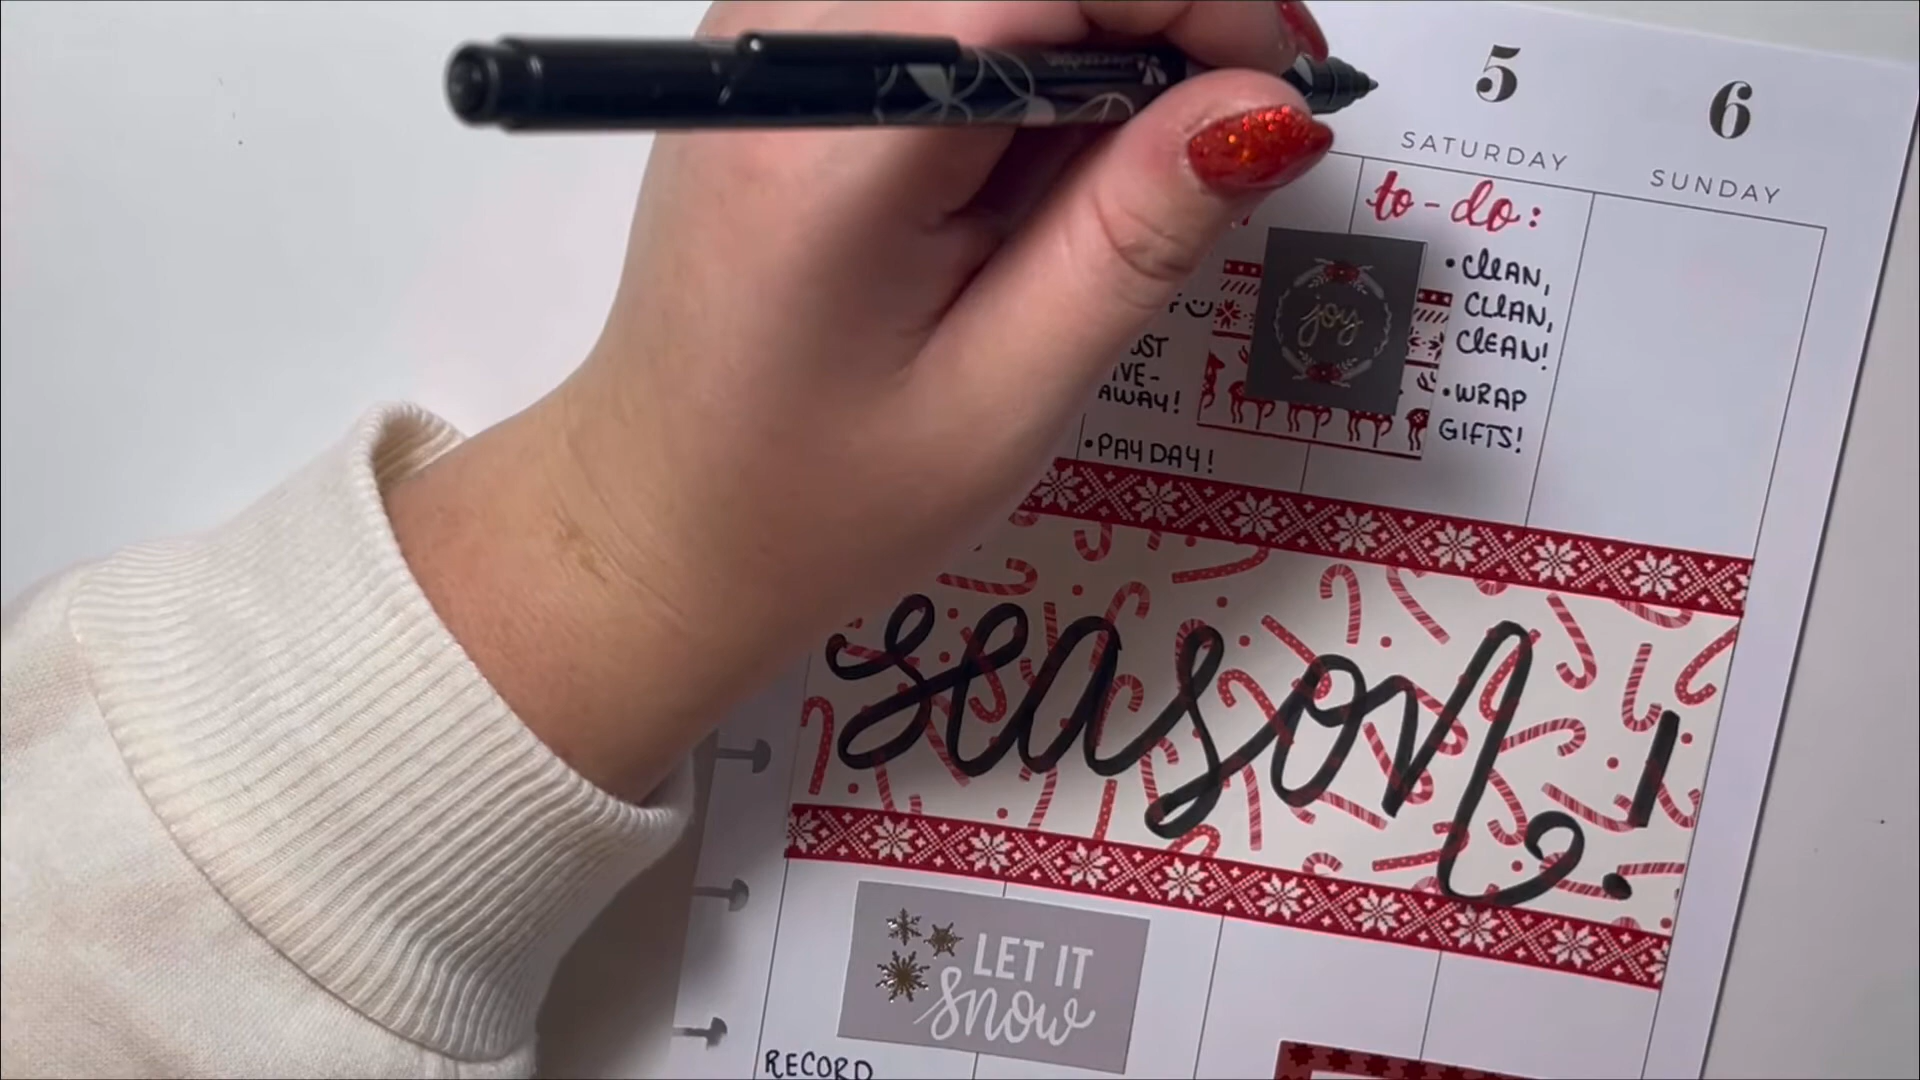 5
SATURDAY
6
SUNDAY
to-do:
• CLEAN,
CLEAN,
CLEAN!
• WRAP
GIFTS!
joy
AWAY!
• PAY DAY!
season!
LET IT
snow
RECORD